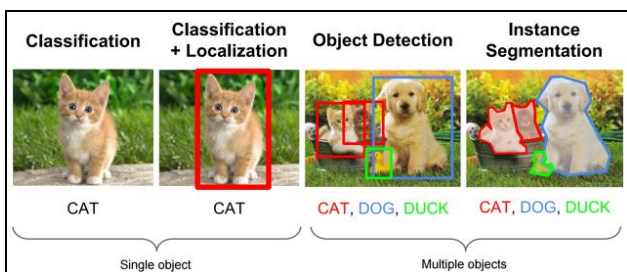 Classification
Classification
+ Localization
Object Detection
Instance
Segmentation
CAT
CAT
CAT, DOG, DUCK
CAT, DOG, DUCK
Single object
Multiple objects